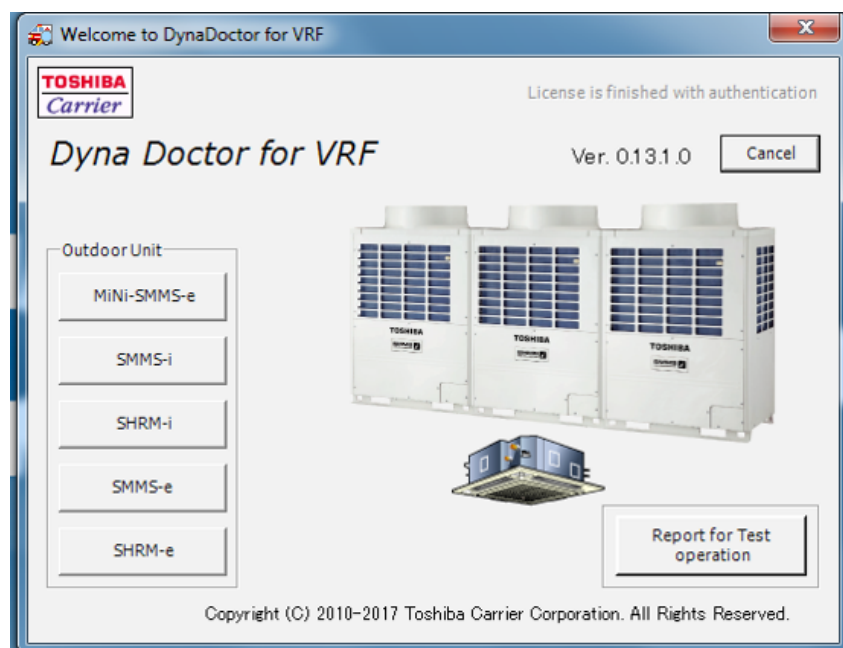 Welcome to DynaDoctor for VRF
TOSHIBA
Carrier
License is finished with authentication
Dyna Doctor for VRF
Ver. 0.13.1.0
Cancel
Outdoor Unit
MiNi-SMMS-e
SMMS-i
SHRM-i
SMMS-e
SHRM-e
TOSHIBA
TOSHIBA
TOSHIBA
Report for Test
operation
Copyright (C) 2010-2017 Toshiba Carrier Corporation. All Rights Reserved.